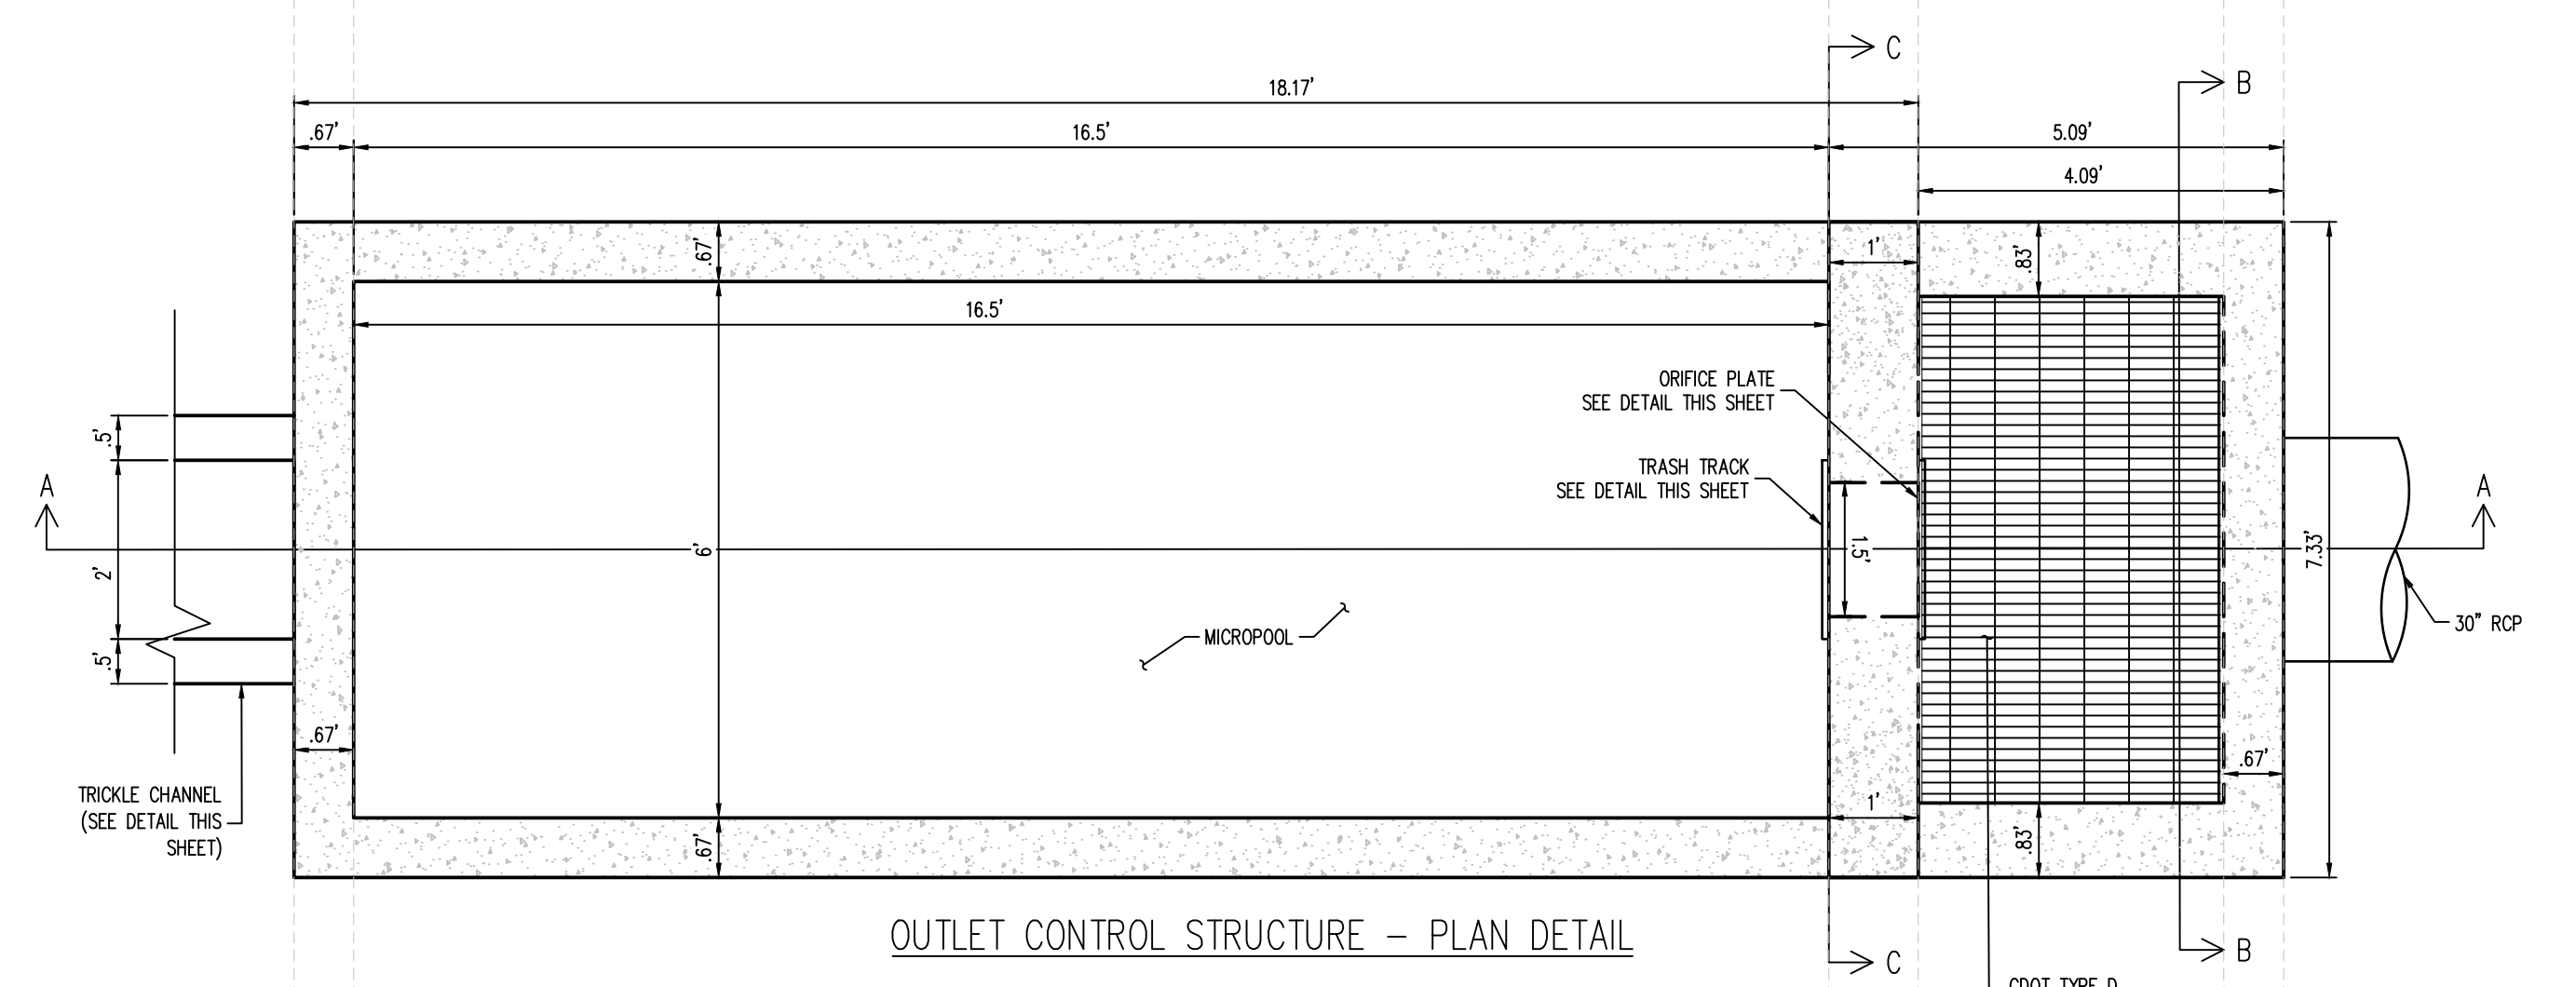 C
B
18.17'
.67'
16.5'
5.09'
4.09'
.67'
1'
.83'
16.5'
ORIFICE PLATE
SEE DETAIL THIS SHEET
.5'
TRASH TRACK
SEE DETAIL THIS SHEET
A
A
2'
6'
1.5'
7.33'
MICROPOOL
30" RCP
.5'
.67'
.67'
TRICKLE CHANNEL
(SEE DETAIL THIS
SHEET)
1'
.67'
.83'
OUTLET CONTROL STRUCTURE – PLAN DETAIL
B
C
CDOT TYPE D